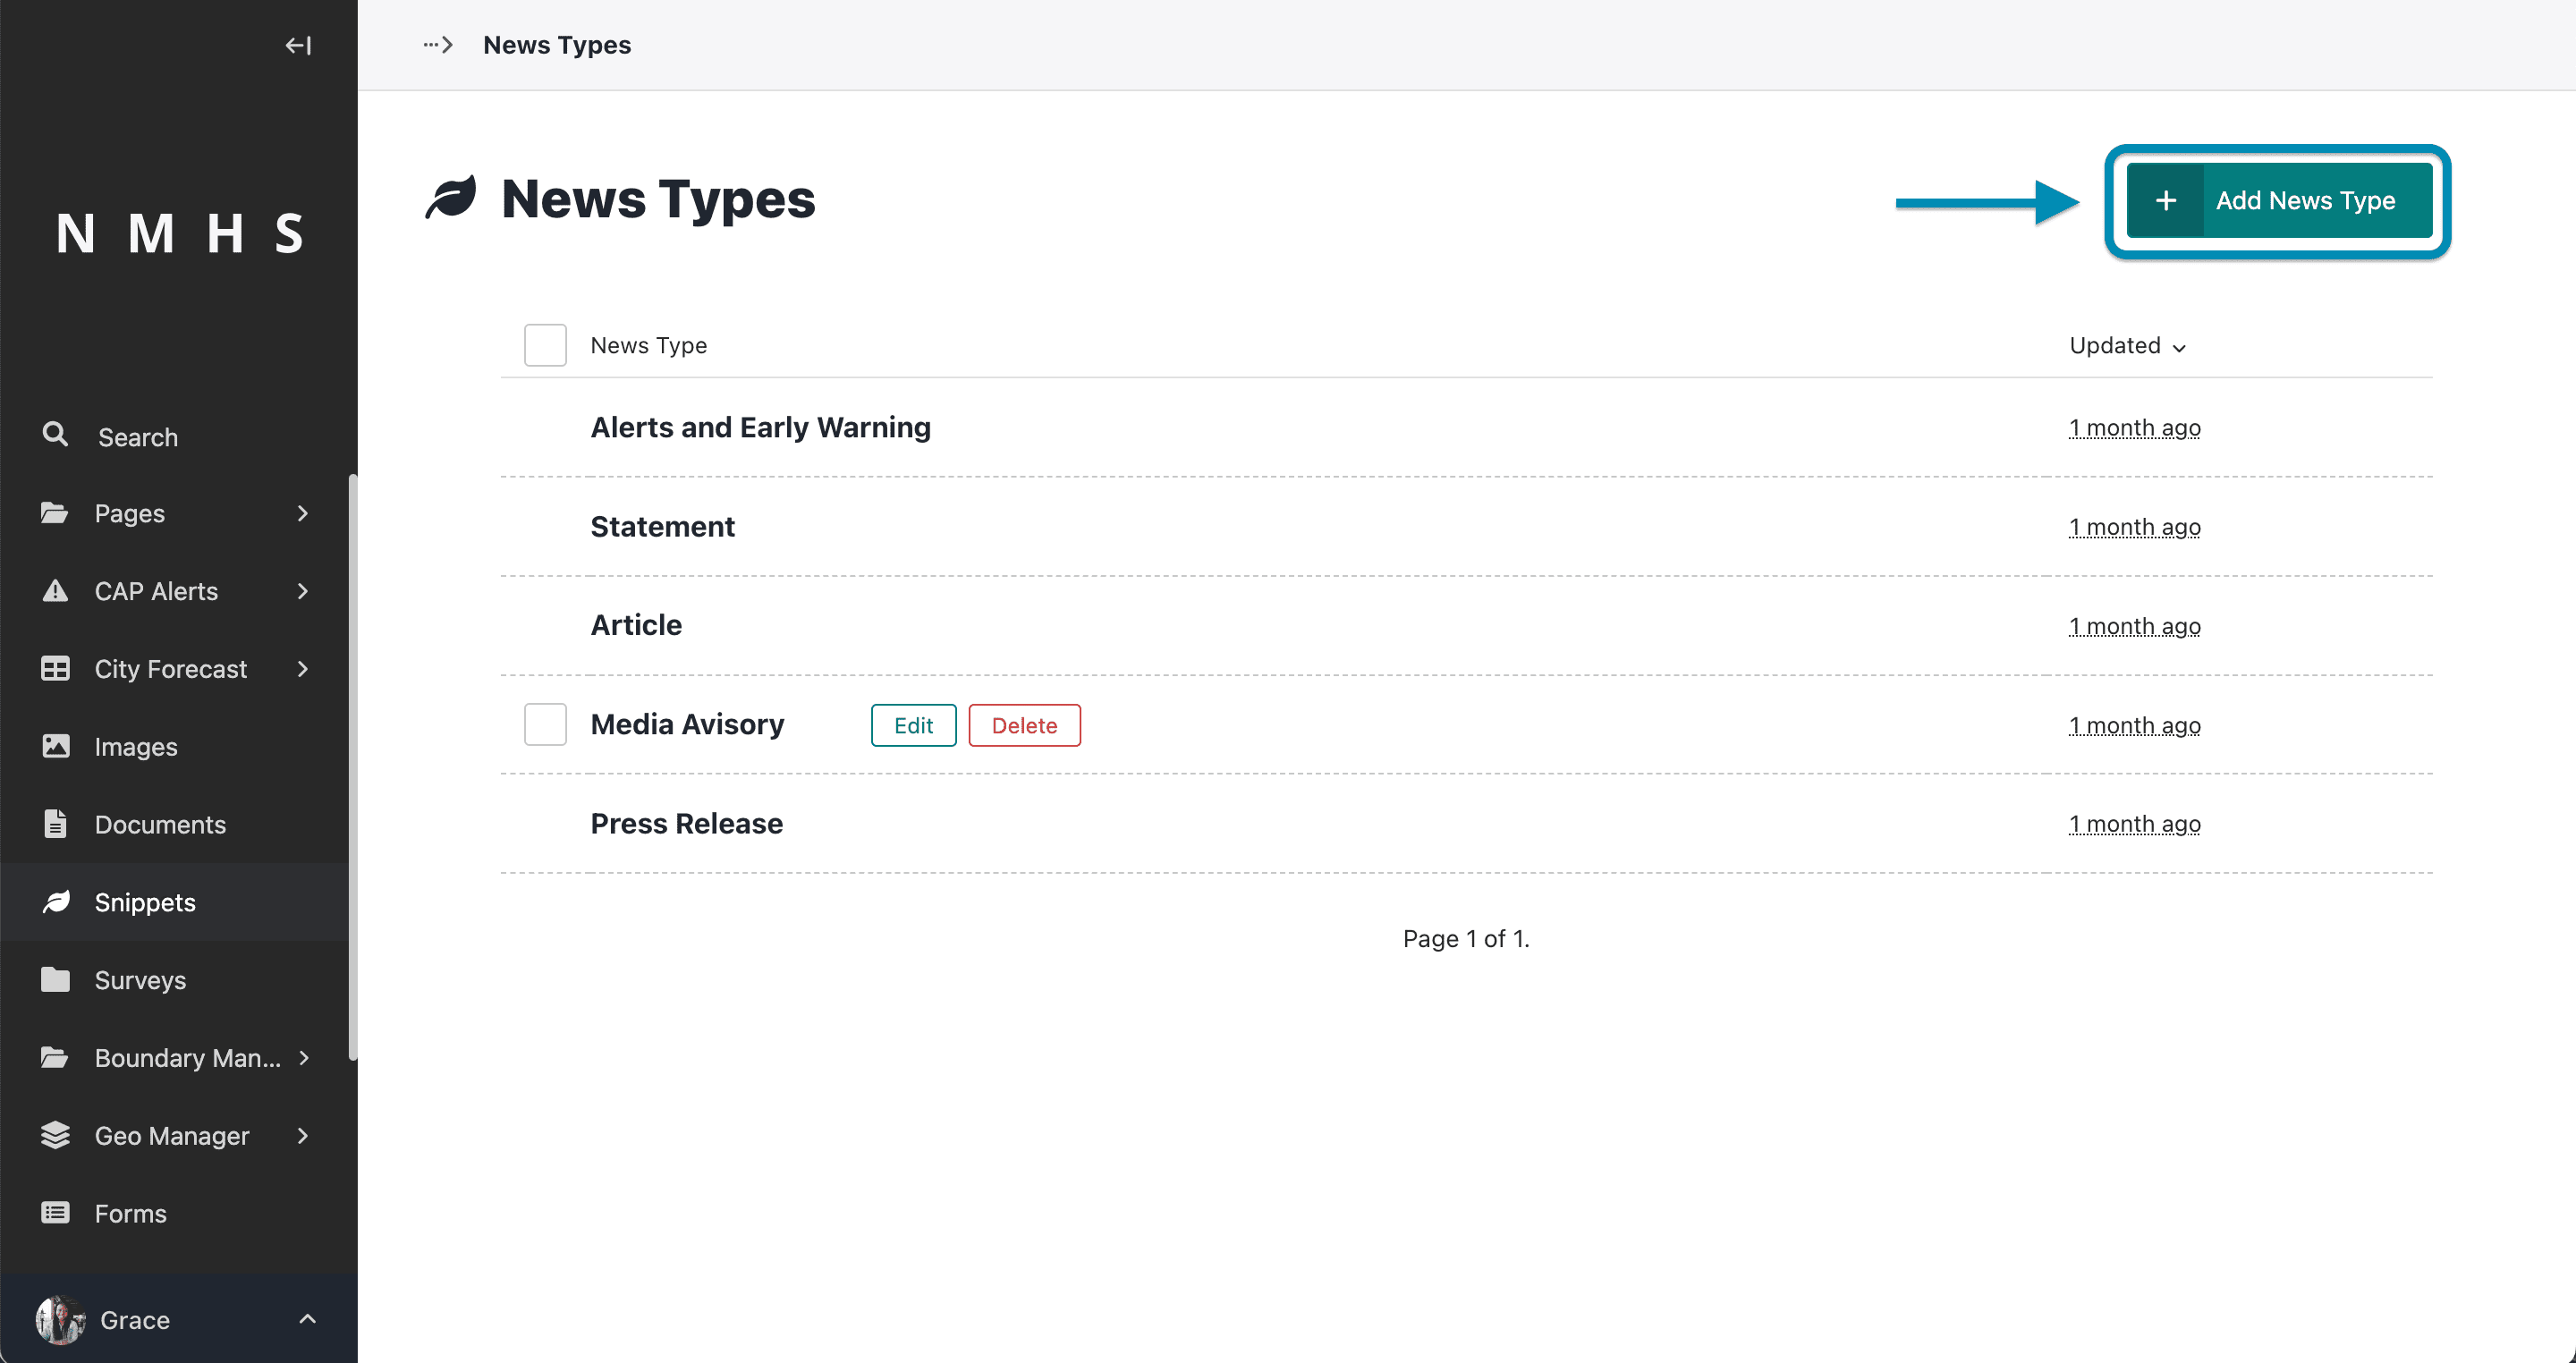 News Types
N M H S
Search
Pages
CAP Alerts
City Forecast
Images
Documents
Snippets
Surveys
Boundary Man...
Geo Manager
Forms
Grace
News Types
+ Add News Type
News Type Updated
Alerts and Early Warning 1 month ago
Statement 1 month ago
Article 1 month ago
Media Avisory Edit Delete 1 month ago
Press Release 1 month ago
Page 1 of 1.